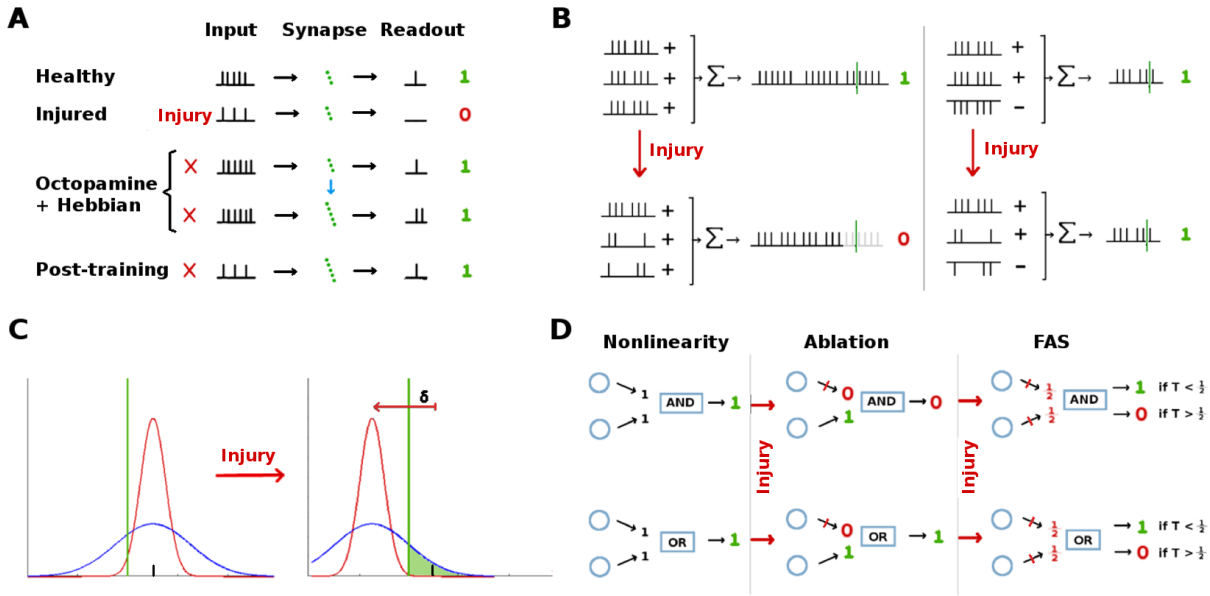 A
Input Synapse Readout
Healthy 1
Injured Injury 0
Octopamine
+ Hebbian
1
1
Post-training 1
B
+
+
+
Σ
1
Injury
+
+
+
Σ
0
+
+
−
Σ
1
Injury
+
+
−
Σ
1
C
Injury
δ
D
Nonlinearity Ablation FAS
1
1
AND
1
0
1
AND
0
1/2
1/2
AND
1 if T < 1/2
0 if T > 1/2
Injury
Injury
1
1
OR
1
0
1
OR
1
1/2
1/2
OR
1 if T < 1/2
0 if T > 1/2